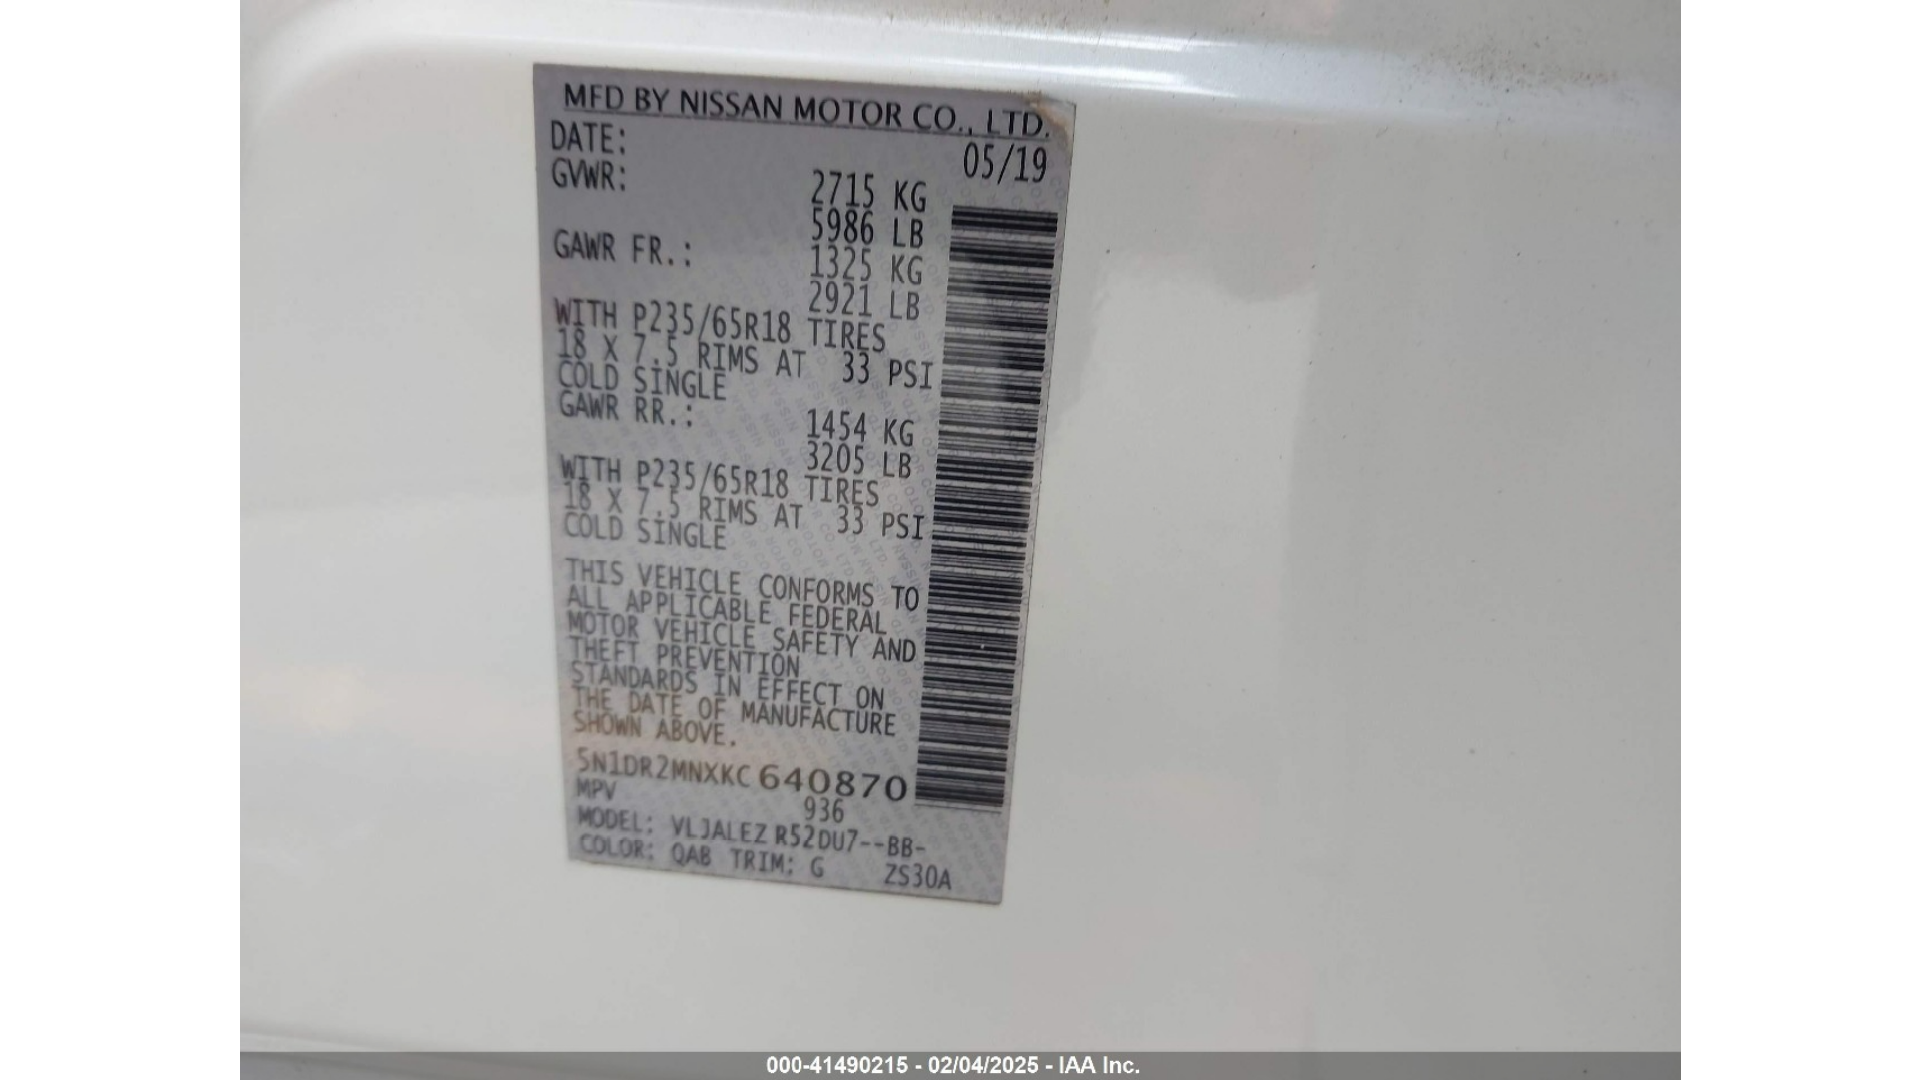 MFD BY NISSAN MOTOR CO., LTD.
DATE: 05/19
GVWR: 2715 KG
5986 LB
GAWR FR.: 1325 KG
2921 LB
WITH P235/65R18 TIRES
18 X 7.5 RIMS AT 33 PSI
COLD SINGLE
GAWR RR.: 1454 KG
3205 LB
WITH P235/65R18 TIRES
18 X 7.5 RIMS AT 33 PSI
COLD SINGLE
THIS VEHICLE CONFORMS TO
ALL APPLICABLE FEDERAL
MOTOR VEHICLE SAFETY AND
THEFT PREVENTION
STANDARDS IN EFFECT ON
THE DATE OF MANUFACTURE
SHOWN ABOVE.
5N1DR2MNXKC640870
MPV 936
MODEL: VLJALEZ R52DU7--BB-
COLOR: QAB TRIM: G ZS30A
000-41490215 - 02/04/2025 - IAA Inc.